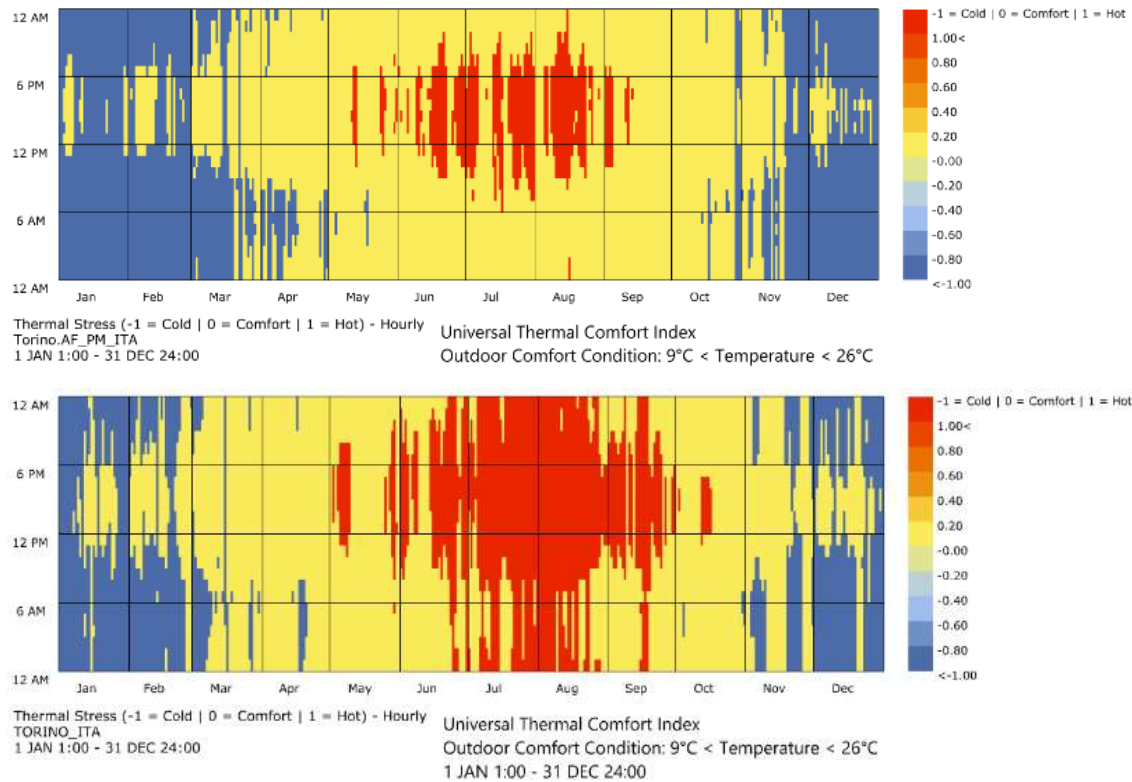 12 AM
6 PM
12 PM
6 AM
12 AM
Jan Feb Mar Apr May Jun Jul Aug Sep Oct Nov Dec
-1 = Cold | 0 = Comfort | 1 = Hot
1.00<
0.80
0.60
0.40
0.20
-0.00
-0.20
-0.40
-0.60
-0.80
<-1.00
Thermal Stress (-1 = Cold | 0 = Comfort | 1 = Hot) - Hourly
Torino.AF_PM_ITA
1 JAN 1:00 - 31 DEC 24:00
Universal Thermal Comfort Index
Outdoor Comfort Condition: 9°C < Temperature < 26°C
12 AM
6 PM
12 PM
6 AM
12 AM
Jan Feb Mar Apr May Jun Jul Aug Sep Oct Nov Dec
-1 = Cold | 0 = Comfort | 1 = Hot
1.00<
0.80
0.60
0.40
0.20
-0.00
-0.20
-0.40
-0.60
-0.80
<-1.00
Thermal Stress (-1 = Cold | 0 = Comfort | 1 = Hot) - Hourly
TORINO_ITA
1 JAN 1:00 - 31 DEC 24:00
Universal Thermal Comfort Index
Outdoor Comfort Condition: 9°C < Temperature < 26°C
1 JAN 1:00 - 31 DEC 24:00